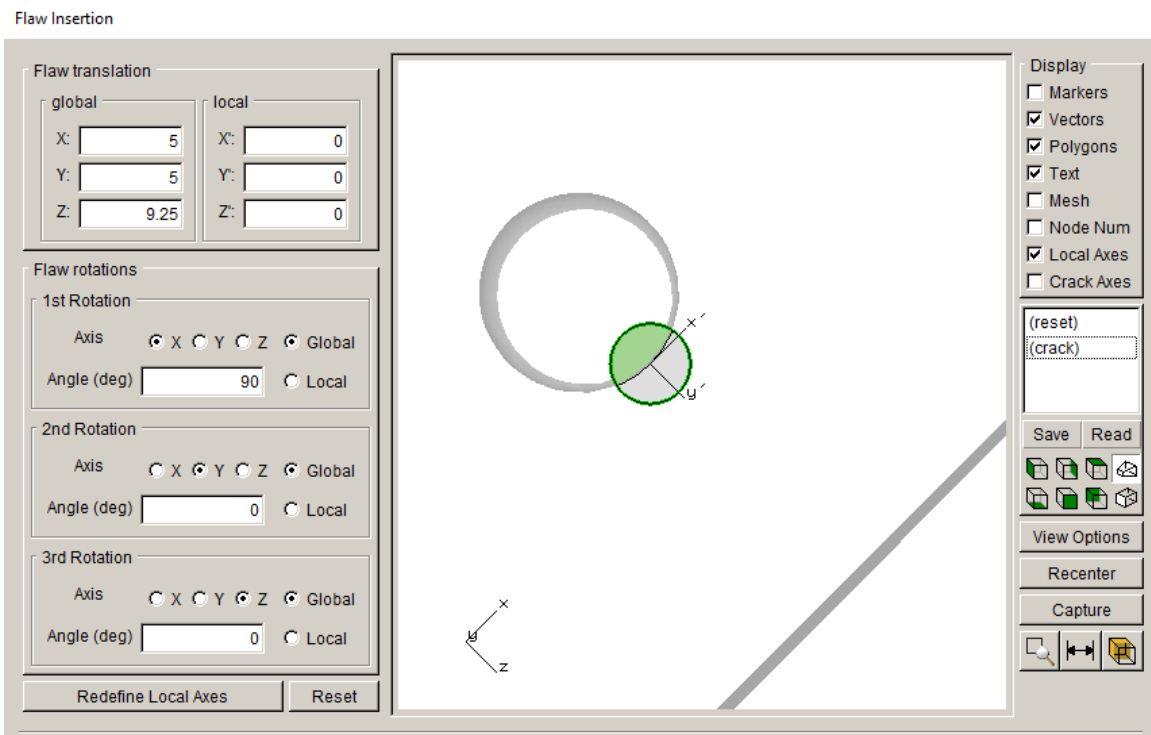 Flaw Insertion
Flaw translation
global
X: 5
Y: 5
Z: 9.25
local
X': 0
Y': 0
Z': 0
Flaw rotations
1st Rotation
Axis X Y Z Global
Angle (deg) 90 Local
2nd Rotation
Axis X Y Z Global
Angle (deg) 0 Local
3rd Rotation
Axis X Y Z Global
Angle (deg) 0 Local
Redefine Local Axes Reset
x´
y´
x
y
z
Display
Markers
Vectors
Polygons
Text
Mesh
Node Num
Local Axes
Crack Axes
(reset)
(crack)
Save Read
View Options
Recenter
Capture